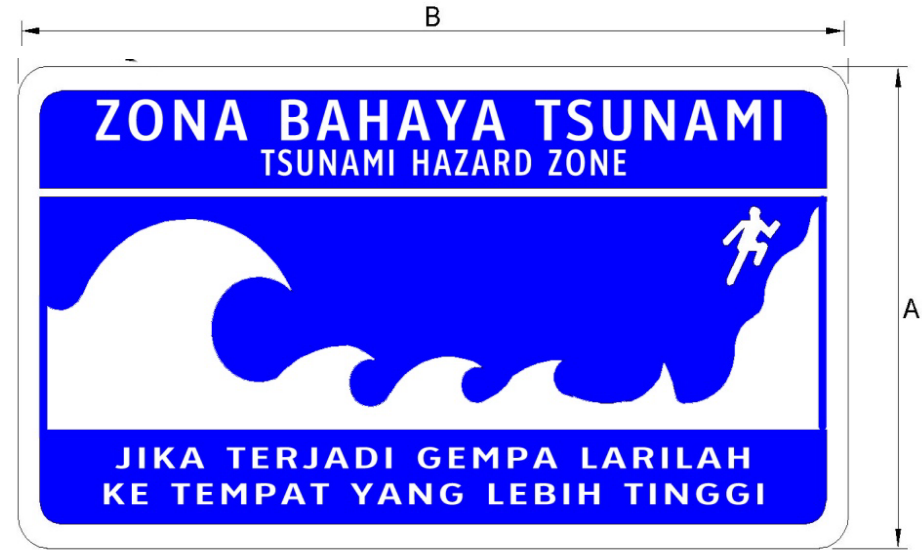 B
ZONA BAHAYA TSUNAMI
TSUNAMI HAZARD ZONE
A
JIKA TERJADI GEMPA LARILAH
KE TEMPAT YANG LEBIH TINGGI